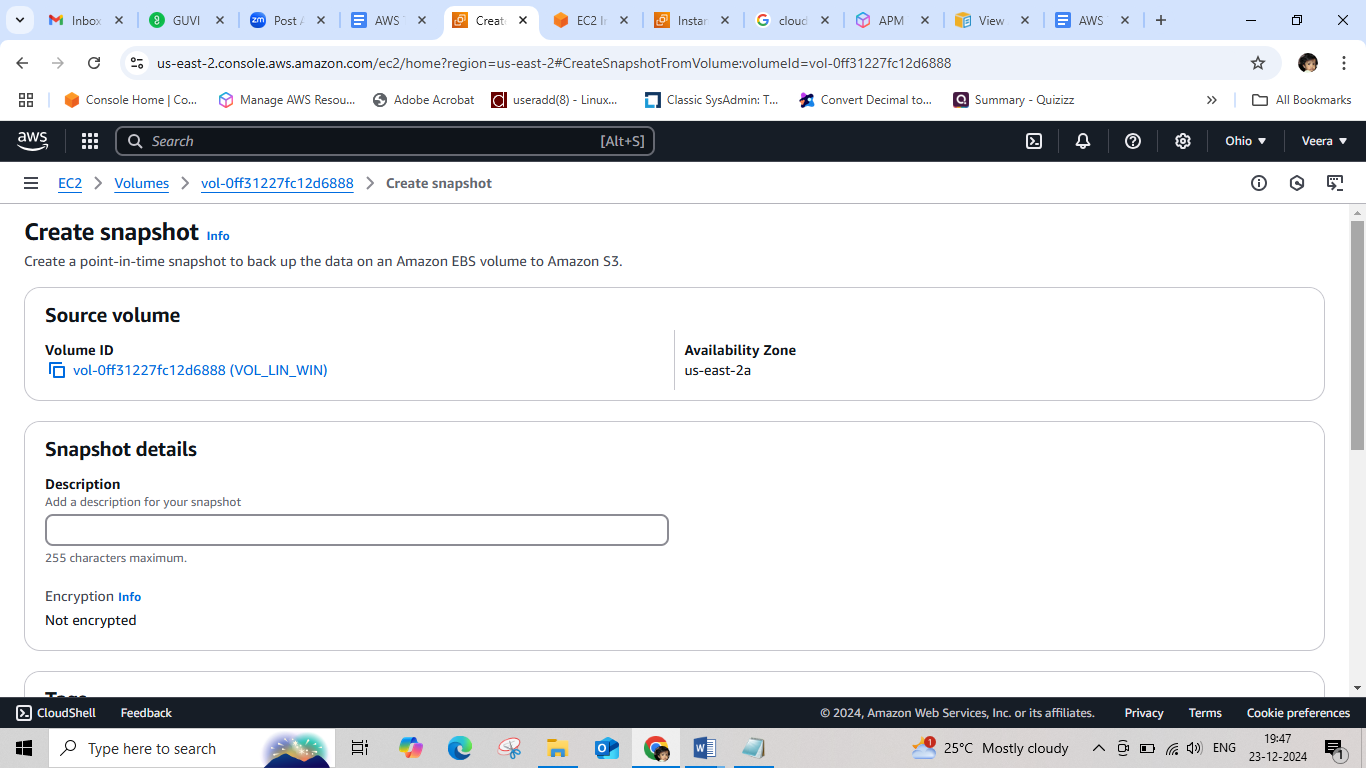 Inbox
GUVI
zm
Post A
AWS
Create
EC2 In
Instan
G
cloud
APM
View
AWS
us-east-2.console.aws.amazon.com/ec2/home?region=us-east-2#CreateSnapshotFromVolume:volumeId=vol-0ff31227fc12d6888
Console Home | Co...
Manage AWS Resou...
Adobe Acrobat
useradd(8) - Linux...
Classic SysAdmin: T...
Convert Decimal to...
Summary - Quizizz
All Bookmarks
aws
Search
[Alt+S]
Ohio
Veera
EC2
Volumes
vol-0ff31227fc12d6888
Create snapshot
Create snapshot Info
Create a point-in-time snapshot to back up the data on an Amazon EBS volume to Amazon S3.
Source volume
Volume ID
vol-0ff31227fc12d6888 (VOL_LIN_WIN)
Availability Zone
us-east-2a
Snapshot details
Description
Add a description for your snapshot
255 characters maximum.
Encryption Info
Not encrypted
Tags
CloudShell
Feedback
© 2024, Amazon Web Services, Inc. or its affiliates.
Privacy
Terms
Cookie preferences
Type here to search
1
25°C Mostly cloudy
ENG
19:47
23-12-2024
1